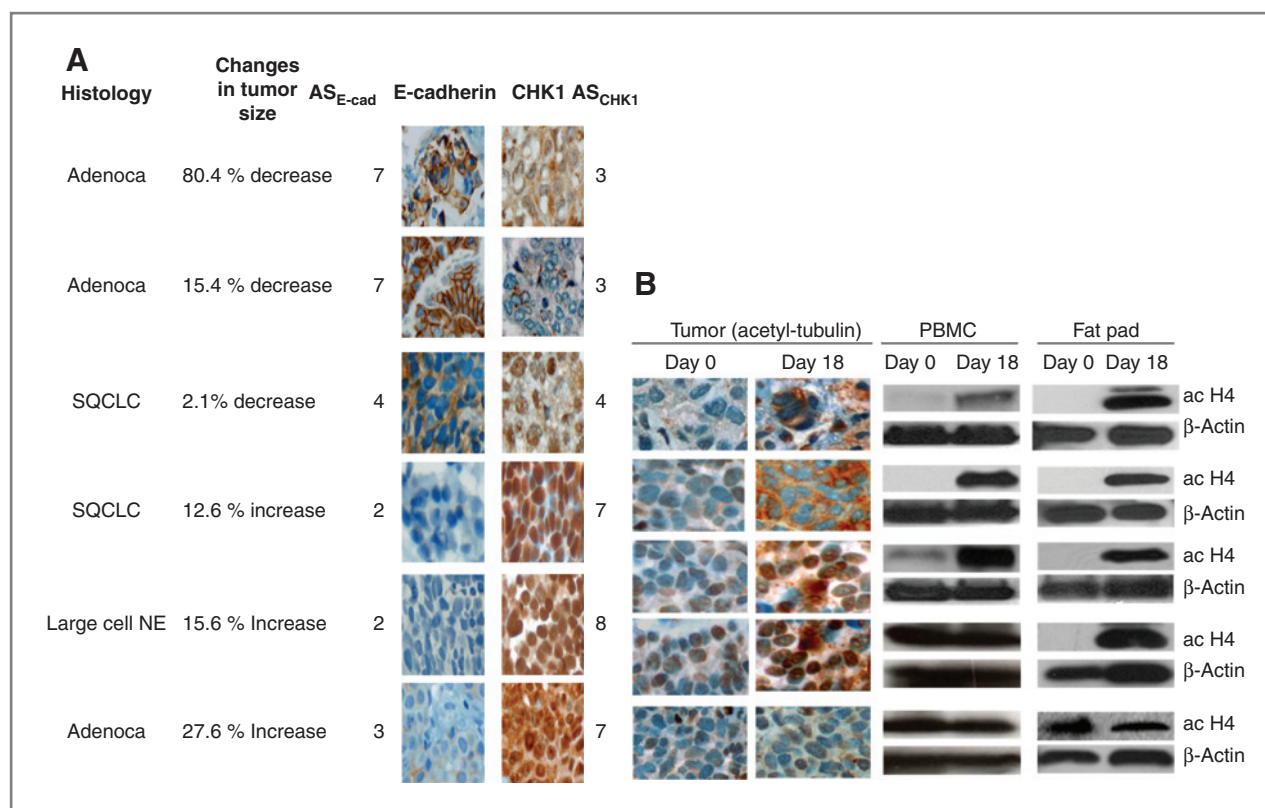 A
Histology
Changes
in tumor
size
AS_E-cad
E-cadherin
CHK1 AS_CHK1
Adenoca 80.4 % decrease 7 3
Adenoca 15.4 % decrease 7 3
SQCLC 2.1% decrease 4 4
SQCLC 12.6 % increase 2 7
Large cell NE 15.6 % Increase 2 8
Adenoca 27.6 % Increase 3 7
B
Tumor (acetyl-tubulin) PBMC Fat pad
Day 0 Day 18 Day 0 Day 18 Day 0 Day 18
ac H4
β-Actin
ac H4
β-Actin
ac H4
β-Actin
ac H4
β-Actin
ac H4
β-Actin